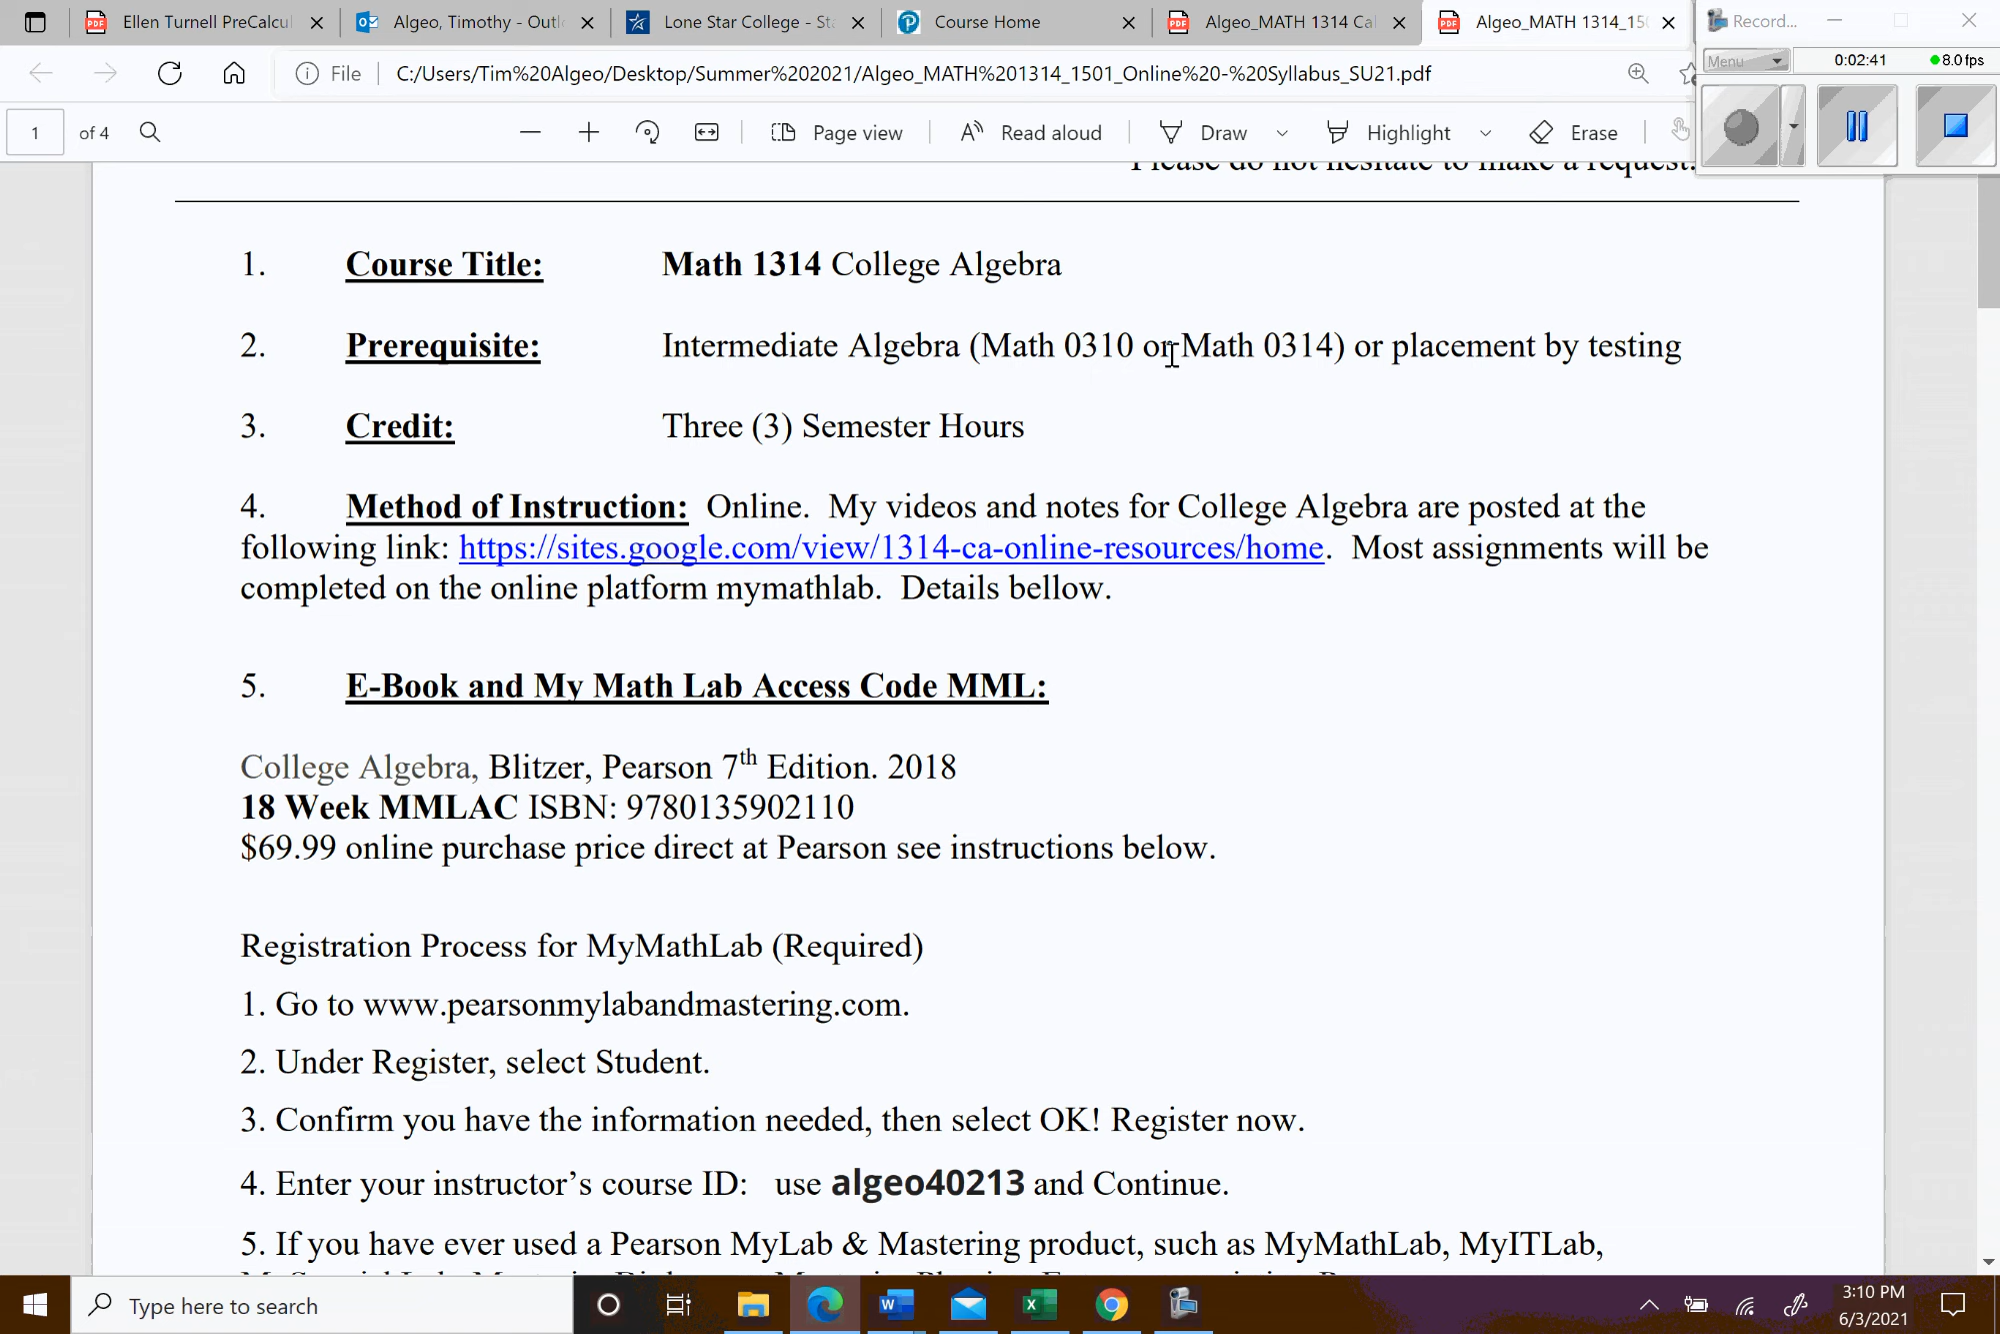 Ellen Turnell PreCalcu
Algeo, Timothy - Outl
Lone Star College - Sta
Course Home
Algeo_MATH 1314 Cal
Algeo_MATH 1314_150
Record...
File
C:/Users/Tim%20Algeo/Desktop/Summer%202021/Algeo_MATH%201314_1501_Online%20-%20Syllabus_SU21.pdf
Menu
0:02:41
8.0 fps
1
of 4
Page view
Read aloud
Draw
Highlight
Erase
Please do not hesitate to make a request.
1. Course Title: Math 1314 College Algebra
2. Prerequisite: Intermediate Algebra (Math 0310 or Math 0314) or placement by testing
3. Credit: Three (3) Semester Hours
4. Method of Instruction: Online. My videos and notes for College Algebra are posted at the
following link: https://sites.google.com/view/1314-ca-online-resources/home. Most assignments will be
completed on the online platform mymathlab. Details bellow.
5. E-Book and My Math Lab Access Code MML:
College Algebra, Blitzer, Pearson 7th Edition. 2018
18 Week MMLAC ISBN: 9780135902110
$69.99 online purchase price direct at Pearson see instructions below.
Registration Process for MyMathLab (Required)
1. Go to www.pearsonmylabandmastering.com.
2. Under Register, select Student.
3. Confirm you have the information needed, then select OK! Register now.
4. Enter your instructor’s course ID: use algeo40213 and Continue.
5. If you have ever used a Pearson MyLab & Mastering product, such as MyMathLab, MyITLab,
Type here to search
3:10 PM
6/3/2021